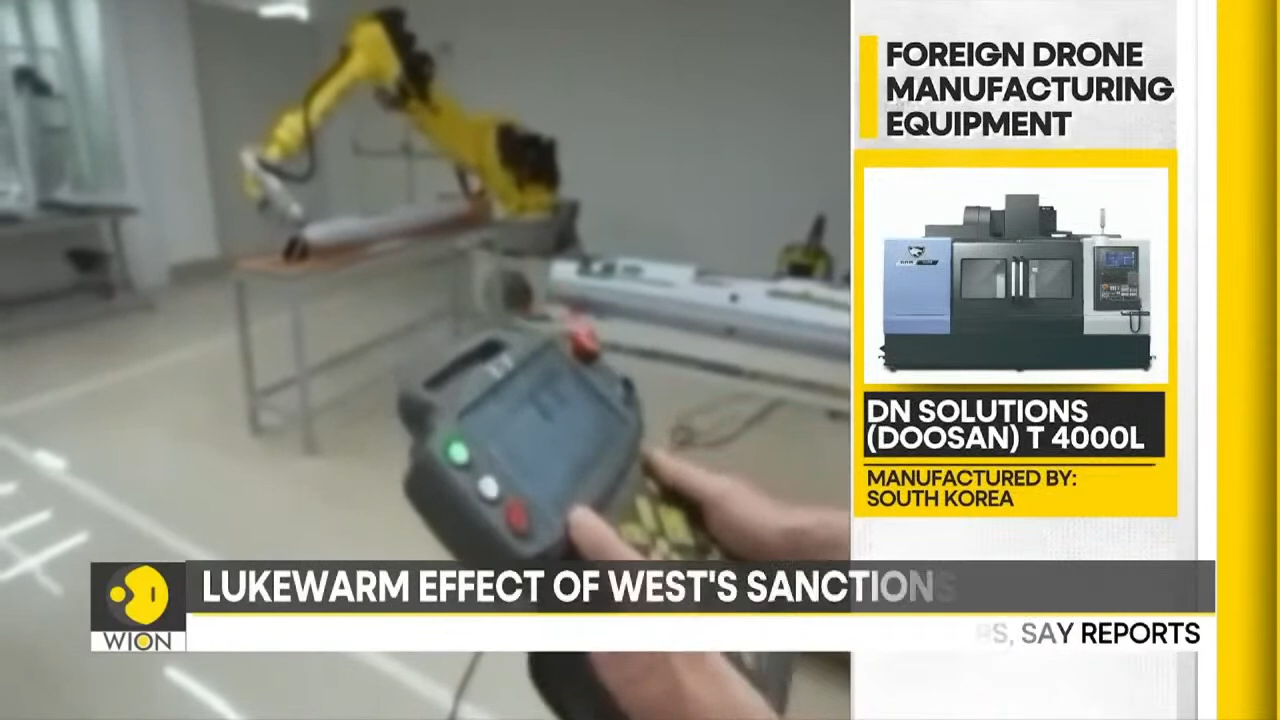 FOREIGN DRONE
MANUFACTURING
EQUIPMENT
DN SOLUTIONS
(DOOSAN) T 4000L
MANUFACTURED BY:
SOUTH KOREA
LUKEWARM EFFECT OF WEST'S SANCTIONS
SAY REPORTS
WION